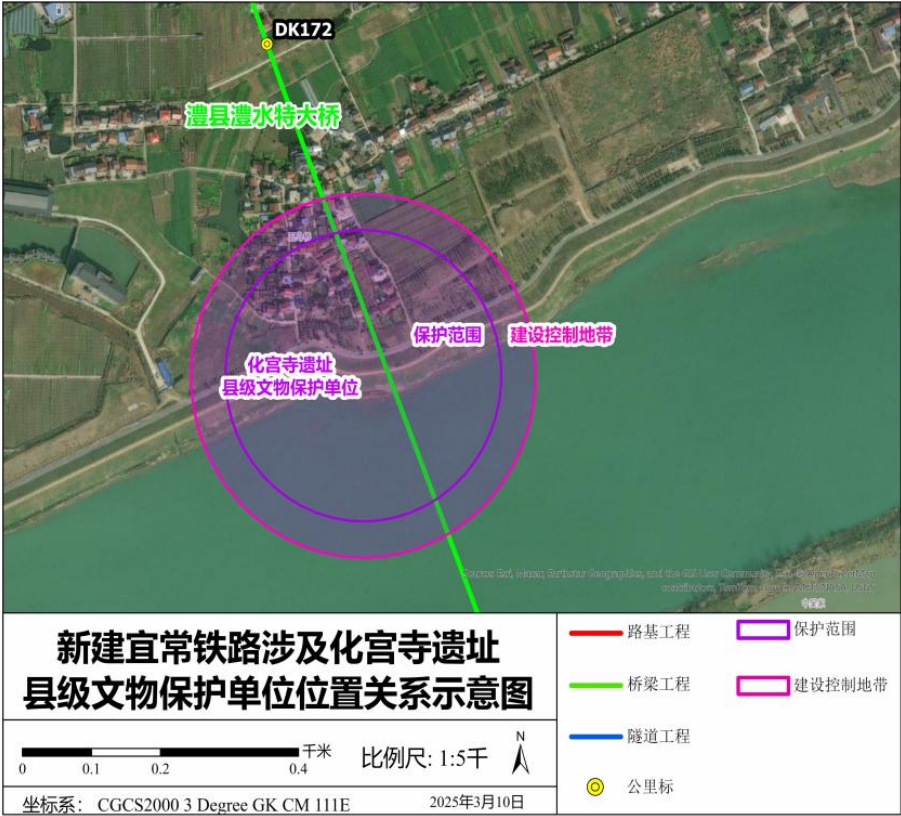 DK172
澧县澧水特大桥
保护范围
建设控制地带
化宫寺遗址
县级文物保护单位
新建宜常铁路涉及化宫寺遗址
县级文物保护单位位置关系示意图
0 0.1 0.2 0.4 千米
比例尺: 1:5千
N
坐标系： CGCS2000 3 Degree GK CM 111E
2025年3月10日
路基工程
保护范围
桥梁工程
建设控制地带
隧道工程
公里标